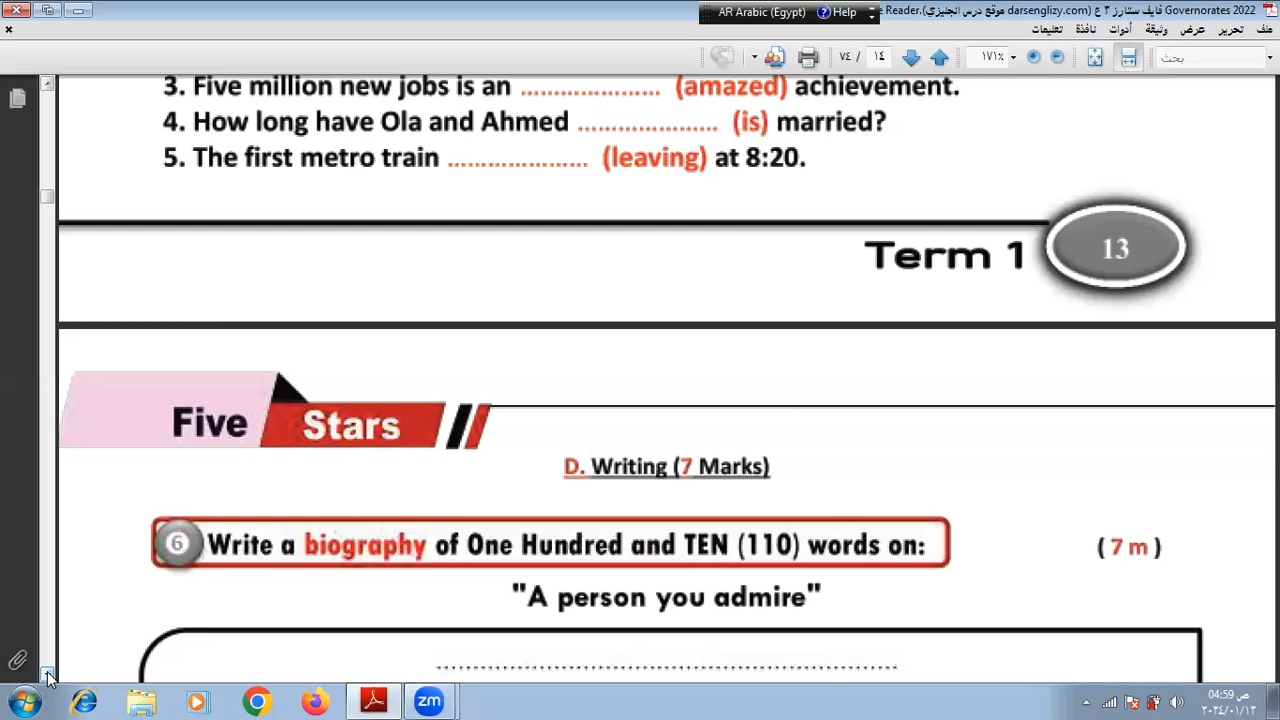 AR Arabic (Egypt) Help
Governorates 2022 فايف ستارز ٣ ع (darsenglizy.com موقع درس انجليزي).e Reader
ملف تحرير عرض وثيقة أدوات نافذة تعليمات
٧٤ / ١٤ ١٧١٪ بحث
3. Five million new jobs is an ..................... (amazed) achievement.
4. How long have Ola and Ahmed ..................... (is) married?
5. The first metro train ..................... (leaving) at 8:20.
Term 1 13
Five Stars
D. Writing (7 Marks)
6 Write a biography of One Hundred and TEN (110) words on: ( 7 m )
"A person you admire"
zm
04:59 ص
٢٠٢٤/٠١/١٣